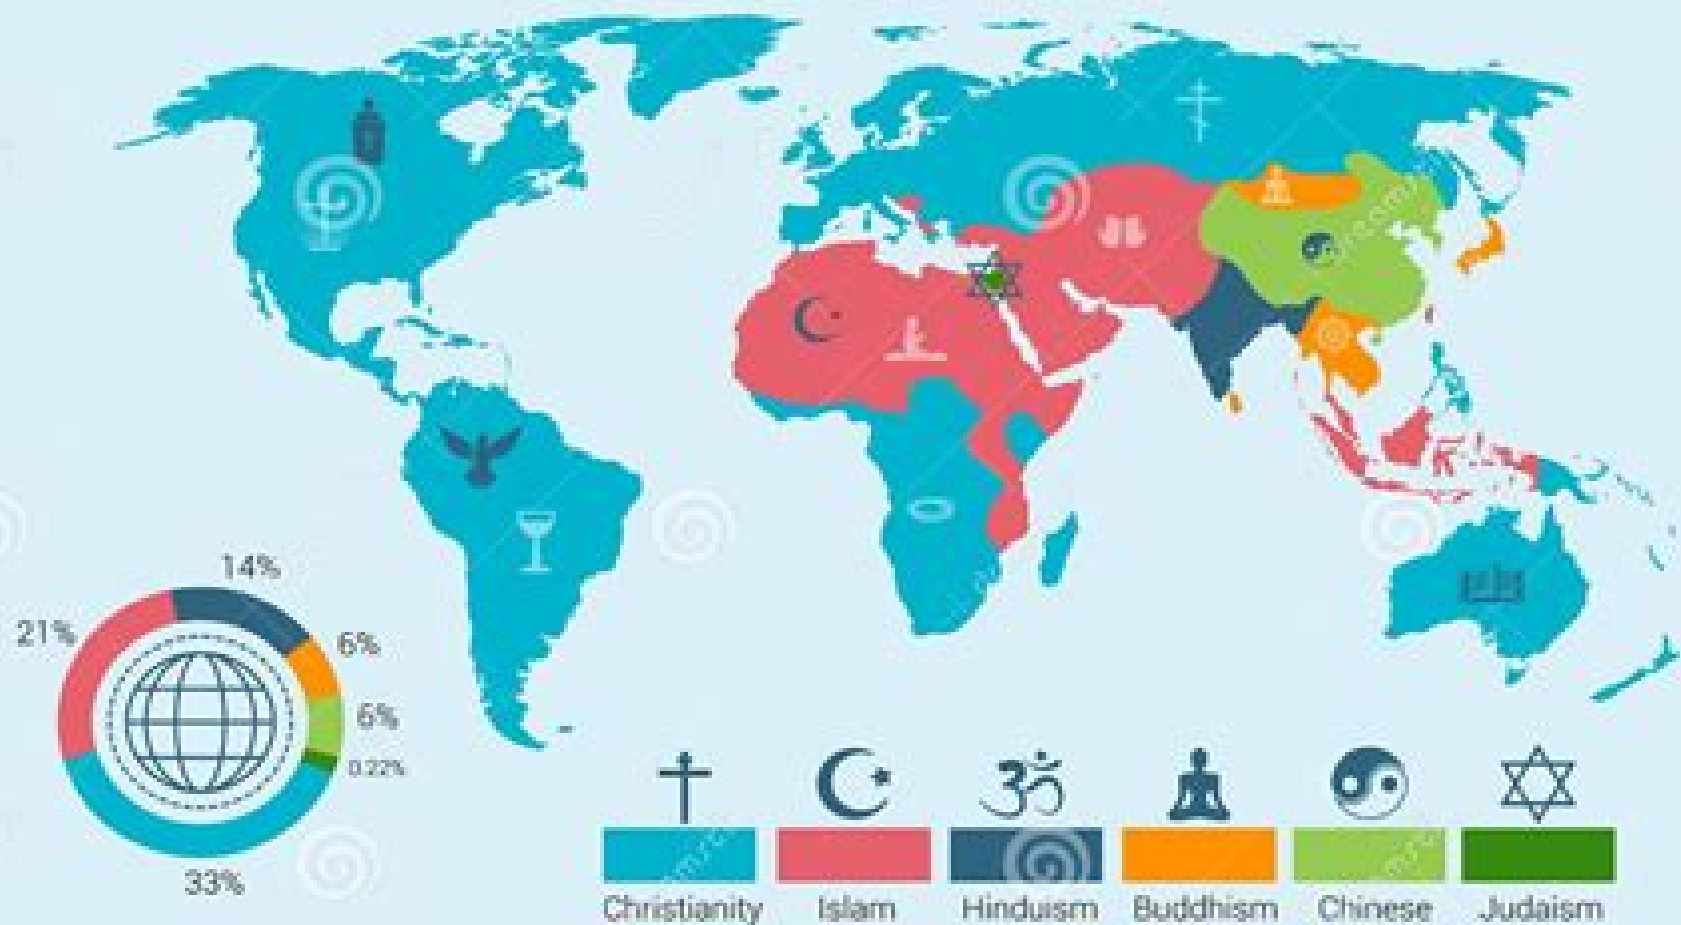 14%
21%
6%
6%
0.22%
33%
Christianity
Islam
Hinduism
Buddhism
Chinese
Judaism